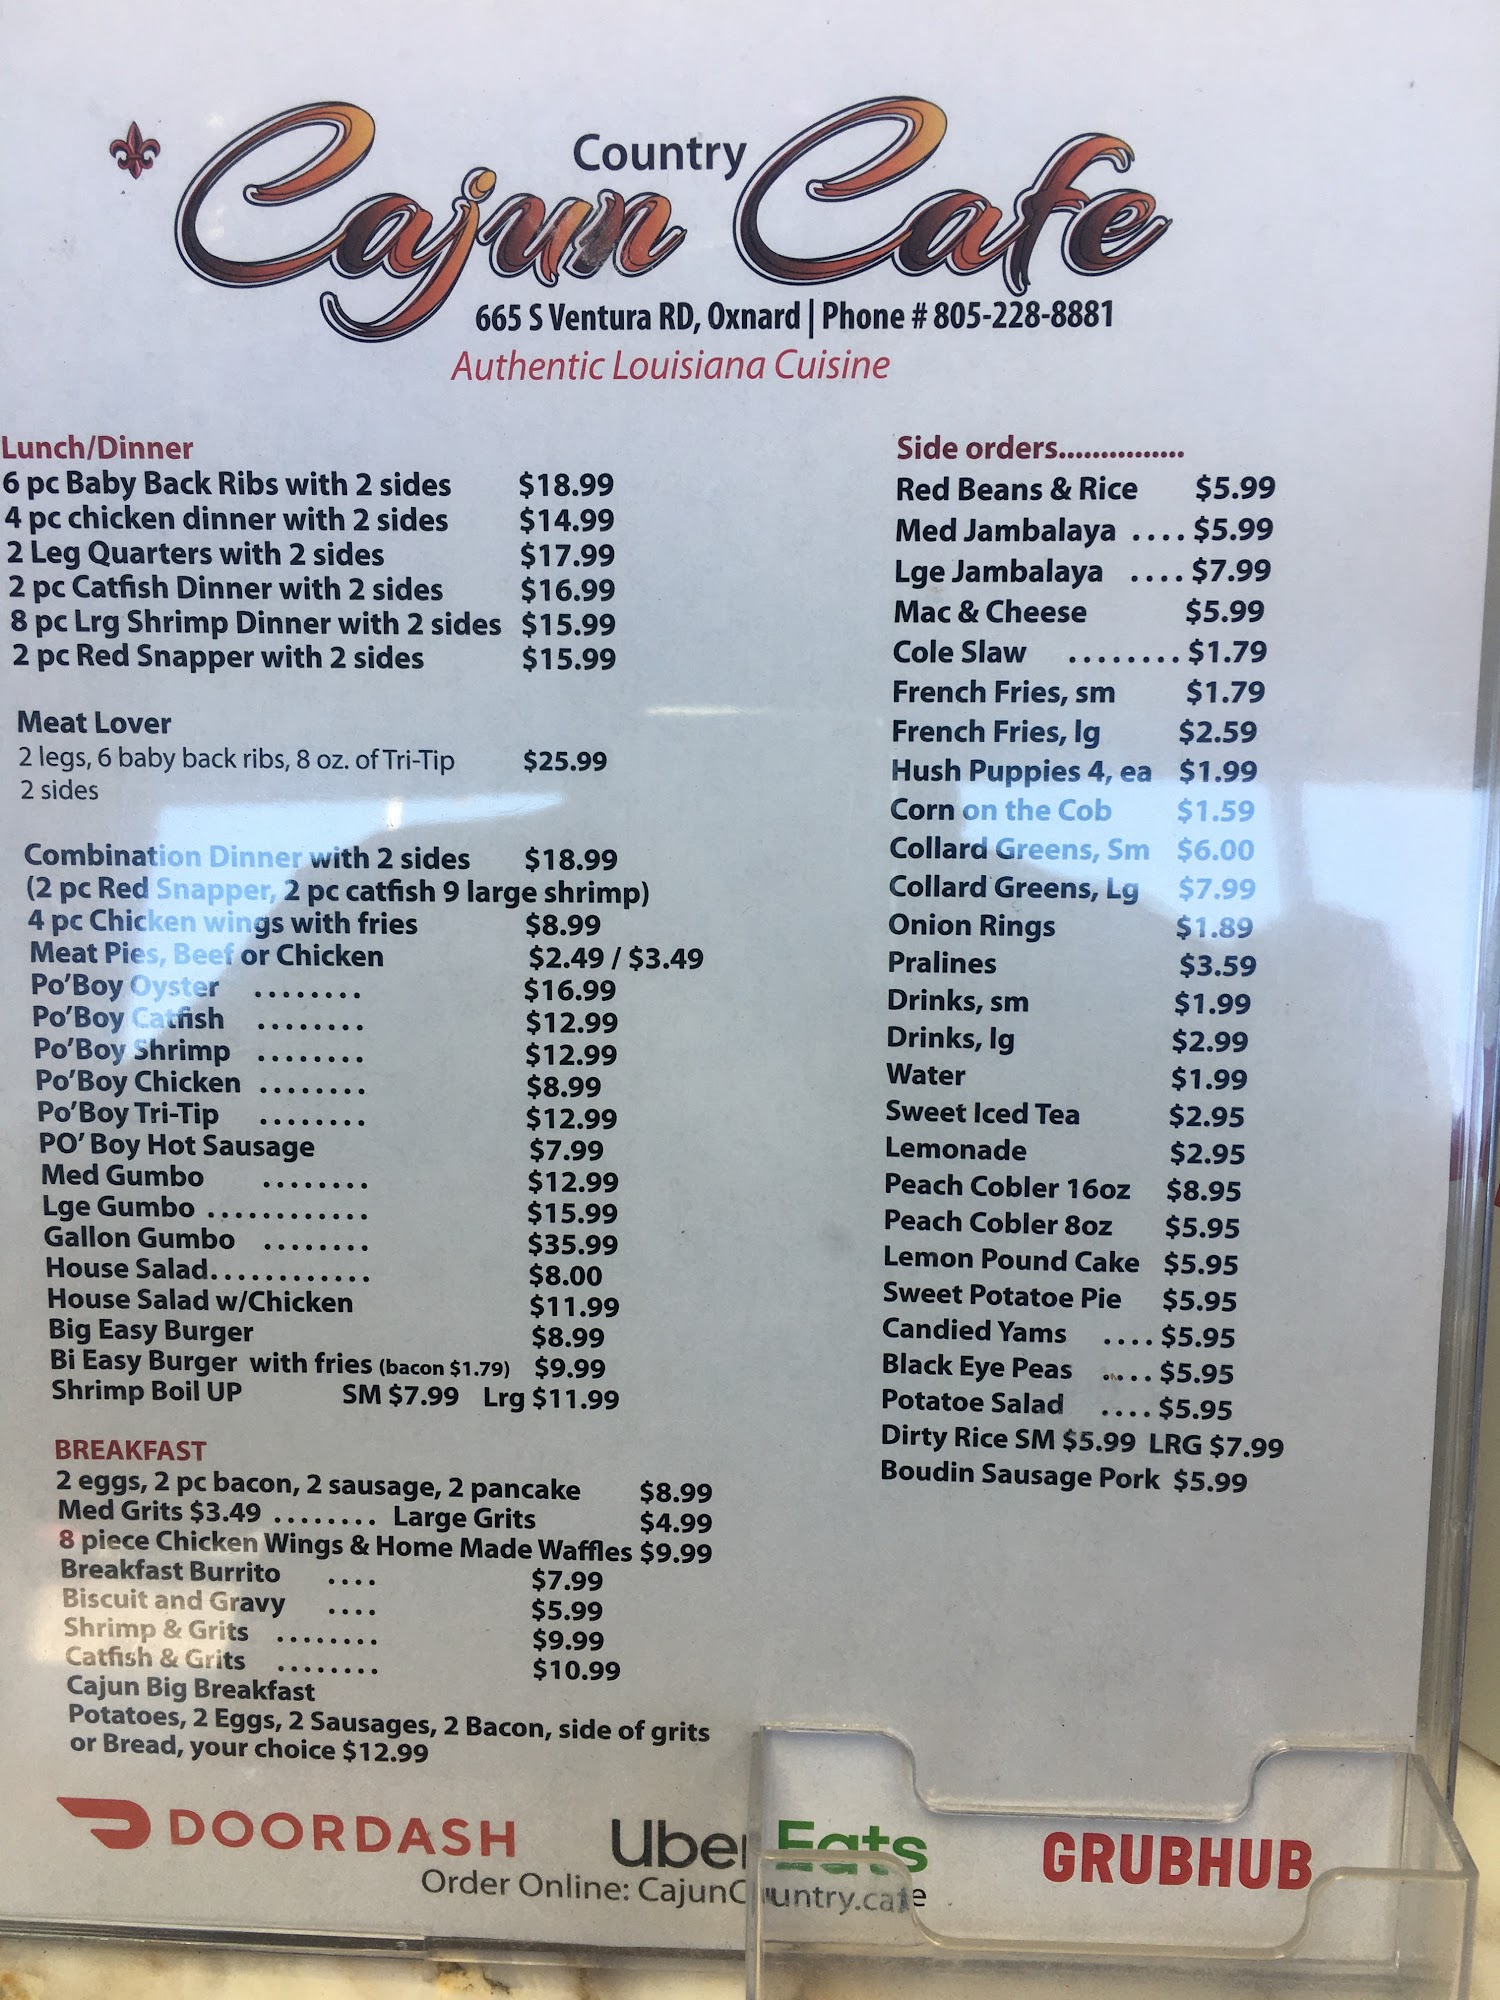 Country
Cajun Cafe
665 S Ventura RD, Oxnard | Phone # 805-228-8881
Authentic Louisiana Cuisine
Lunch/Dinner
6 pc Baby Back Ribs with 2 sides $18.99
4 pc chicken dinner with 2 sides $14.99
2 Leg Quarters with 2 sides $17.99
2 pc Catfish Dinner with 2 sides $16.99
8 pc Lrg Shrimp Dinner with 2 sides $15.99
2 pc Red Snapper with 2 sides $15.99
Meat Lover
2 legs, 6 baby back ribs, 8 oz. of Tri-Tip $25.99
2 sides
Combination Dinner with 2 sides $18.99
(2 pc Red Snapper, 2 pc catfish 9 large shrimp)
4 pc Chicken wings with fries $8.99
Meat Pies, Beef or Chicken $2.49 / $3.49
Po'Boy Oyster ........ $16.99
Po'Boy Catfish ........ $12.99
Po'Boy Shrimp ........ $12.99
Po'Boy Chicken ........ $8.99
Po'Boy Tri-Tip ........ $12.99
PO' Boy Hot Sausage $7.99
Med Gumbo ........ $12.99
Lge Gumbo ............ $15.99
Gallon Gumbo ........ $35.99
House Salad............ $8.00
House Salad w/Chicken $11.99
Big Easy Burger $8.99
Bi Easy Burger with fries (bacon $1.79) $9.99
Shrimp Boil UP SM $7.99 Lrg $11.99
BREAKFAST
2 eggs, 2 pc bacon, 2 sausage, 2 pancake $8.99
Med Grits $3.49 ........ Large Grits $4.99
8 piece Chicken Wings & Home Made Waffles $9.99
Breakfast Burrito .... $7.99
Biscuit and Gravy .... $5.99
Shrimp & Grits ........ $9.99
Catfish & Grits ........ $10.99
Cajun Big Breakfast
Potatoes, 2 Eggs, 2 Sausages, 2 Bacon, side of grits
or Bread, your choice $12.99
Side orders...............
Red Beans & Rice $5.99
Med Jambalaya .... $5.99
Lge Jambalaya .... $7.99
Mac & Cheese $5.99
Cole Slaw ........ $1.79
French Fries, sm $1.79
French Fries, lg $2.59
Hush Puppies 4, ea $1.99
Corn on the Cob $1.59
Collard Greens, Sm $6.00
Collard Greens, Lg $7.99
Onion Rings $1.89
Pralines $3.59
Drinks, sm $1.99
Drinks, lg $2.99
Water $1.99
Sweet Iced Tea $2.95
Lemonade $2.95
Peach Cobler 16oz $8.95
Peach Cobler 8oz $5.95
Lemon Pound Cake $5.95
Sweet Potatoe Pie $5.95
Candied Yams .... $5.95
Black Eye Peas .... $5.95
Potatoe Salad .... $5.95
Dirty Rice SM $5.99 LRG $7.99
Boudin Sausage Pork $5.99
DOORDASH Uber Eats GRUBHUB
Order Online: CajunCountry.cafe